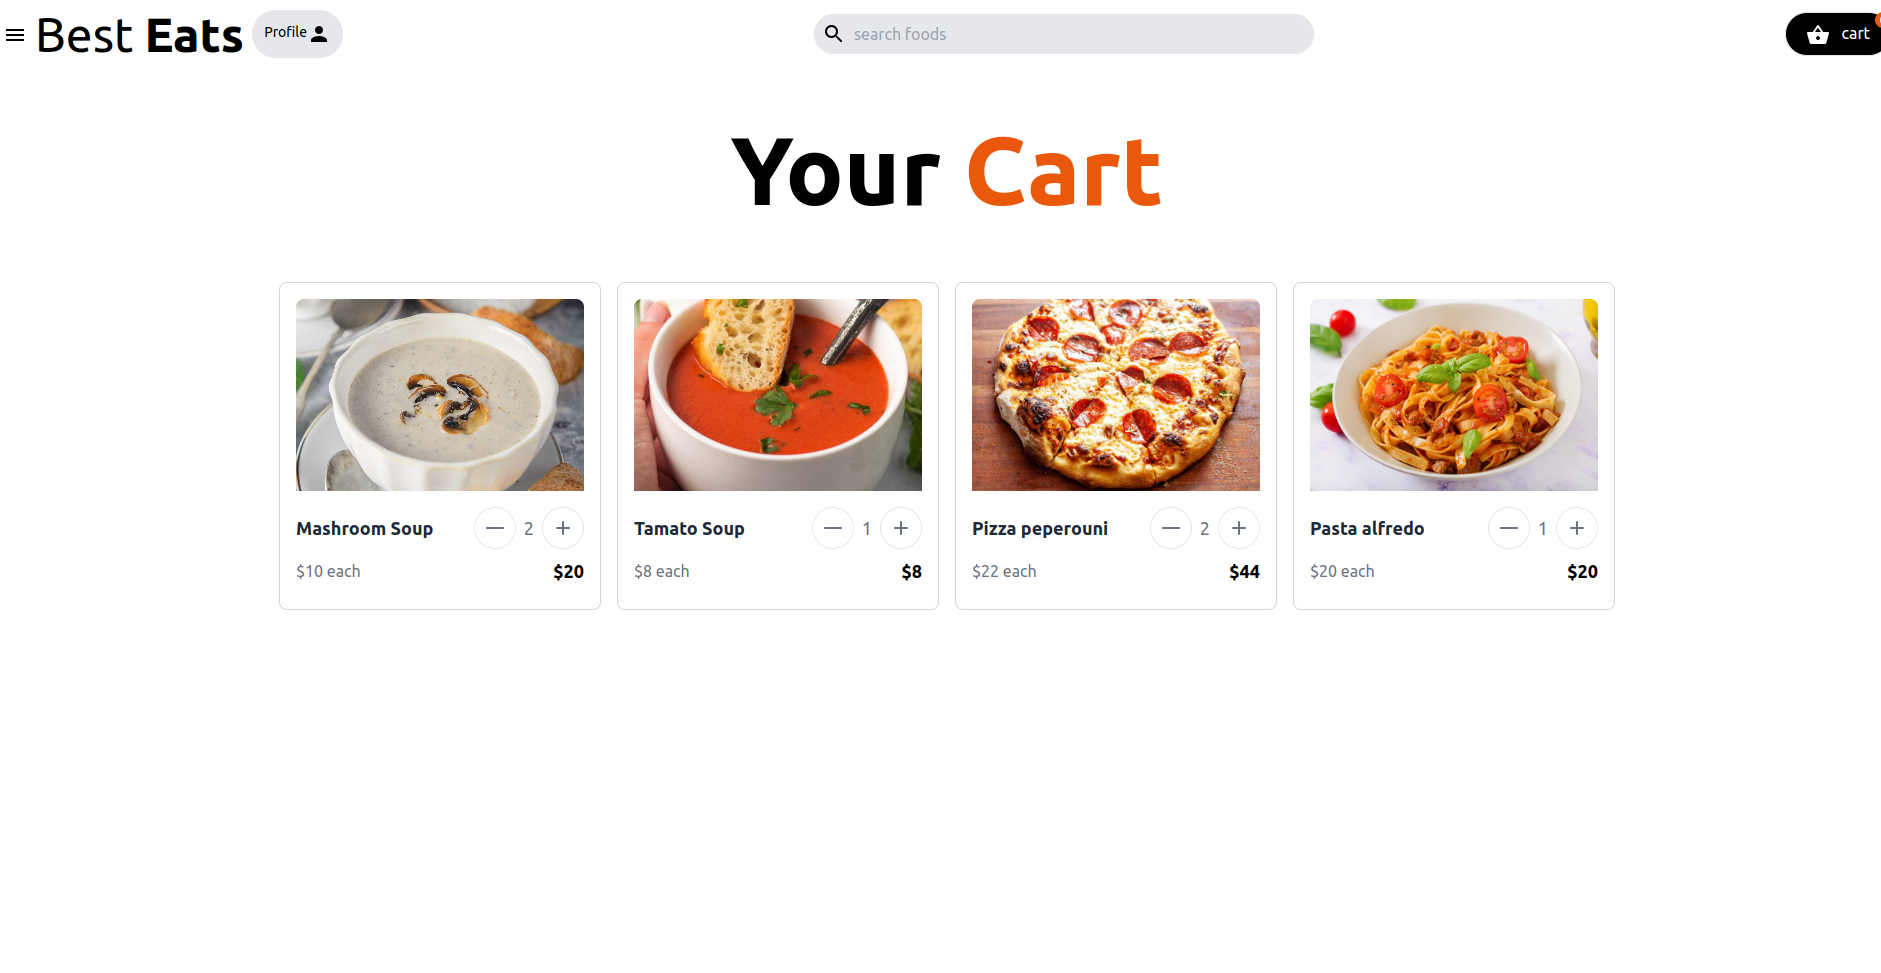 Best Eats Profile search foods cart
Your Cart
Mashroom Soup 2
$10 each $20
Tamato Soup 1
$8 each $8
Pizza peperouni 2
$22 each $44
Pasta alfredo 1
$20 each $20